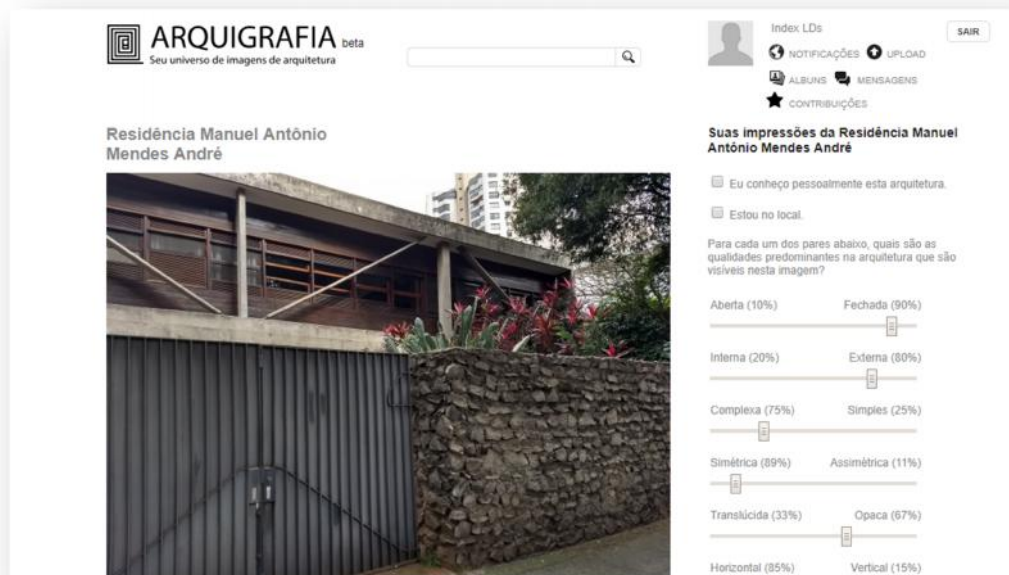 ARQUIGRAFIA beta
Seu universo de imagens de arquitetura
Index LDs
SAIR
NOTIFICAÇÕES UPLOAD
ALBUNS MENSAGENS
CONTRIBUIÇÕES
Residência Manuel Antônio
Mendes André
Suas impressões da Residência Manuel
Antônio Mendes André
Eu conheço pessoalmente esta arquitetura.
Estou no local.
Para cada um dos pares abaixo, quais são as
qualidades predominantes na arquitetura que são
visíveis nesta imagem?
Aberta (10%) Fechada (90%)
Interna (20%) Externa (80%)
Complexa (75%) Simples (25%)
Simétrica (89%) Assimétrica (11%)
Translúcida (33%) Opaca (67%)
Horizontal (85%) Vertical (15%)